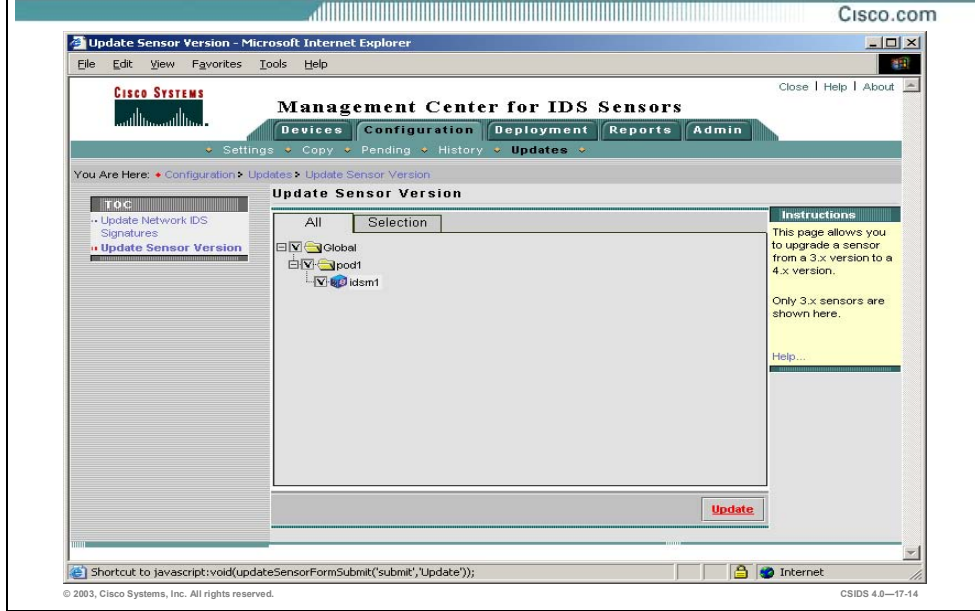 Cisco.com
Update Sensor Version - Microsoft Internet Explorer
File Edit View Favorites Tools Help
Close | Help | About
CISCO SYSTEMS
Management Center for IDS Sensors
Devices Configuration Deployment Reports Admin
Settings Copy Pending History Updates
You Are Here: Configuration > Updates > Update Sensor Version
TOC
Update Network IDS
Signatures
Update Sensor Version
Update Sensor Version
All Selection
Global
pod1
idsm1
Instructions
This page allows you
to upgrade a sensor
from a 3.x version to a
4.x version.
Only 3.x sensors are
shown here.
Help...
Update
Shortcut to javascript:void(updateSensorFormSubmit('submit','Update'));
Internet
© 2003, Cisco Systems, Inc. All rights reserved.
CSIDS 4.0—17-14